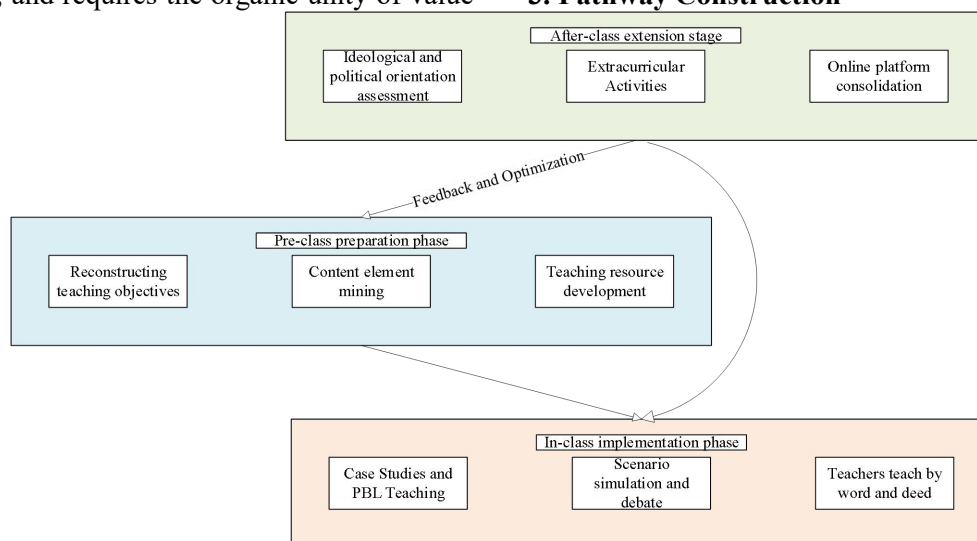 , and requires the organic unity of value
3. Pathway Construction
After-class extension stage
Ideological and
political orientation
assessment
Extracurricular
Activities
Online platform
consolidation
Feedback and Optimization
Pre-class preparation phase
Reconstructing
teaching objectives
Content element
mining
Teaching resource
development
In-class implementation phase
Case Studies and
PBL Teaching
Scenario
simulation and
debate
Teachers teach by
word and deed